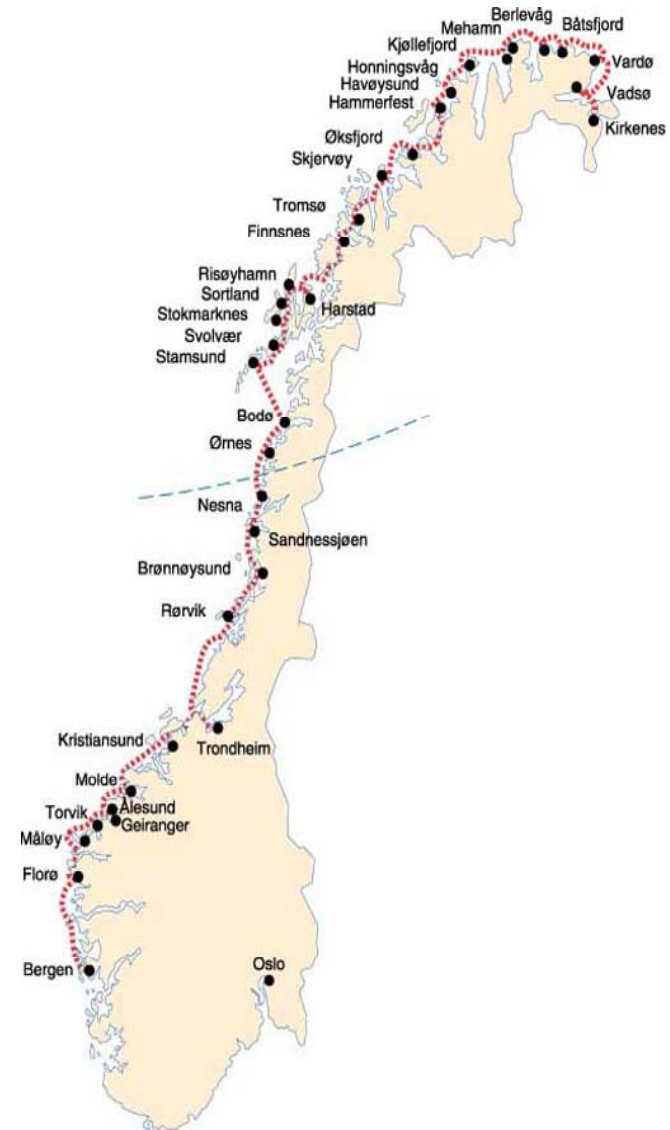 Berlevåg
Båtsfjord
Mehamn
Kjøllefjord
Vardø
Honningsvåg
Havøysund
Vadsø
Hammerfest
Kirkenes
Øksfjord
Skjervøy
Tromsø
Finnsnes
Risøyhamn
Sortland
Harstad
Stokmarknes
Svolvær
Stamsund
Bodø
Ørnes
Nesna
Sandnessjøen
Brønnøysund
Rørvik
Kristiansund
Trondheim
Molde
Ålesund
Torvik
Geiranger
Måløy
Florø
Bergen
Oslo